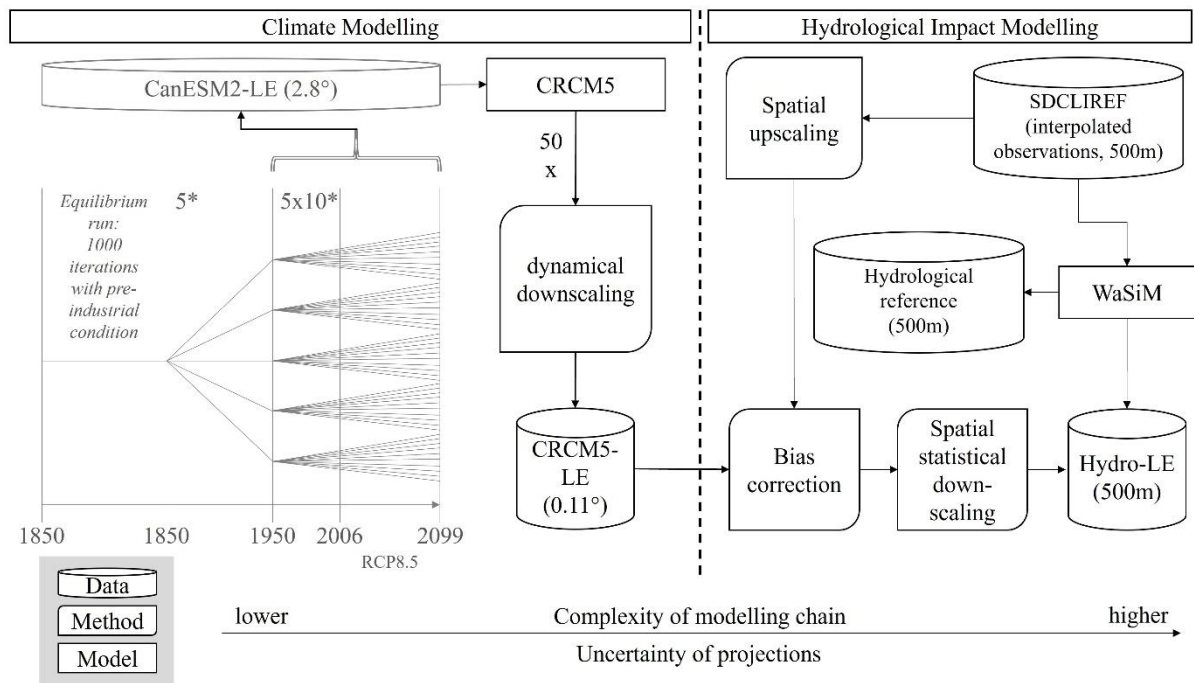 Climate Modelling
Hydrological Impact Modelling
CanESM2-LE (2.8°)
CRCM5
50
x
Equilibrium
run:
1000
iterations
with pre-
industrial
condition
5*
5x10*
dynamical
downscaling
CRCM5-
LE
(0.11°)
1850
1850
1950
2006
2099
RCP8.5
Spatial
upscaling
SDCLIREF
(interpolated
observations, 500m)
Hydrological
reference
(500m)
WaSiM
Bias
correction
Spatial
statistical
down-
scaling
Hydro-LE
(500m)
Data
Method
Model
lower
Complexity of modelling chain
higher
Uncertainty of projections